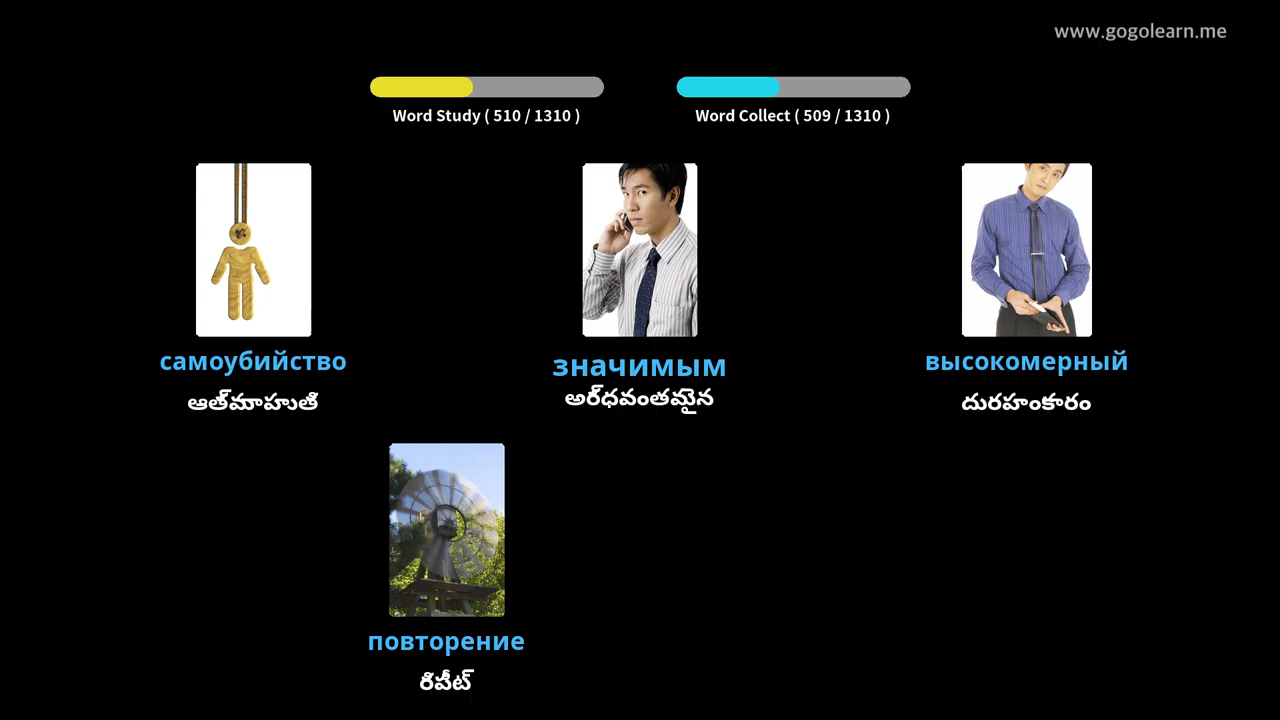 www.gogolearn.me
Word Study ( 510 / 1310 )
Word Collect ( 509 / 1310 )
самоубийство
ఆత్మాహుతి
значимым
అర్ధవంతమైన
высокомерный
దురహంకారం
повторение
రిపీట్